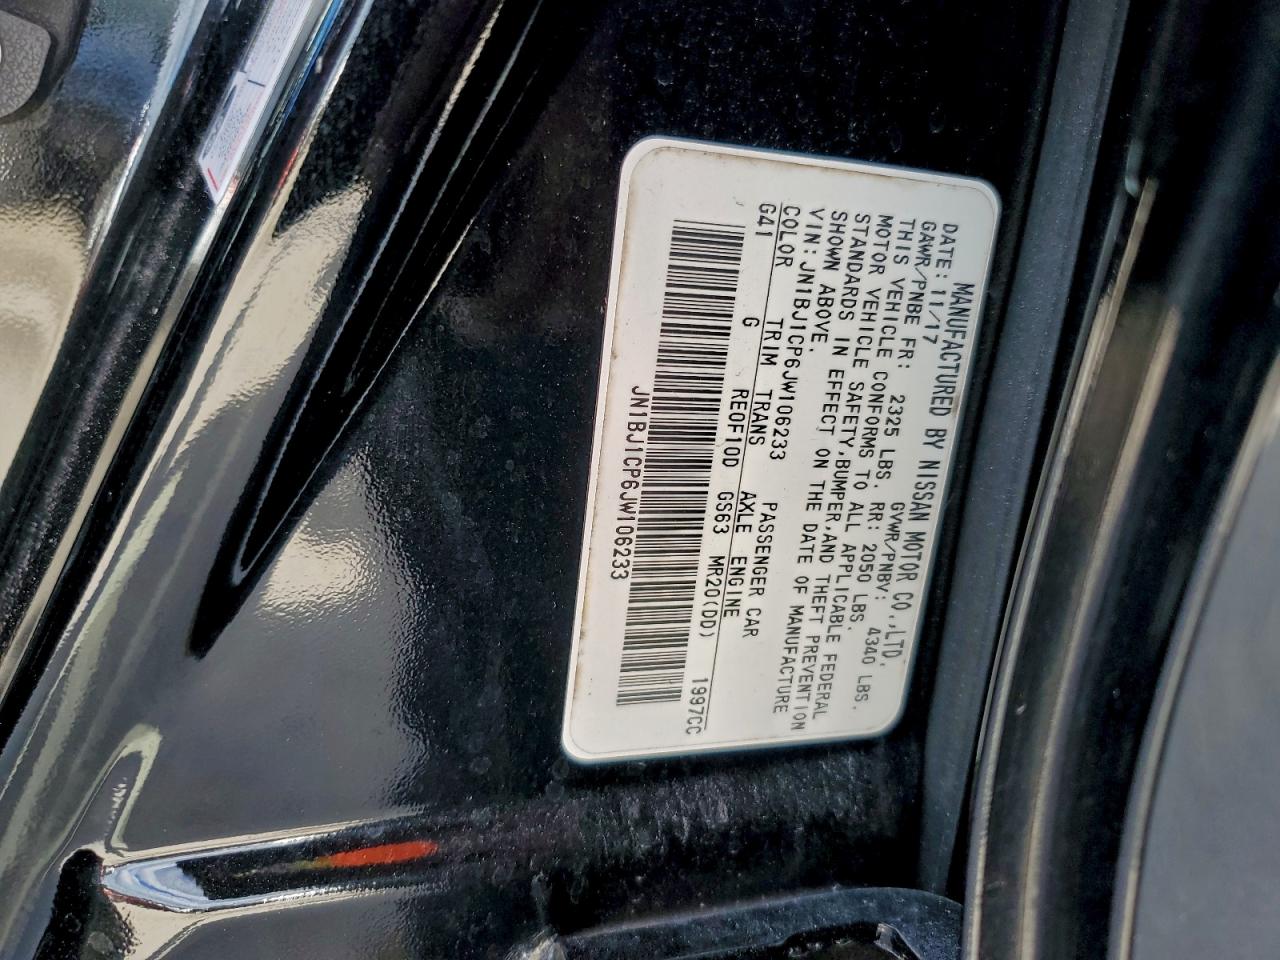 MANUFACTURED BY NISSAN MOTOR CO.,LTD.
DATE:11/17 GVWR/PNBV: 4340 LBS.
GAWR/PNBE FR: 2325 LBS. RR: 2050 LBS.
THIS VEHICLE CONFORMS TO ALL APPLICABLE FEDERAL
MOTOR VEHICLE SAFETY,BUMPER,AND THEFT PREVENTION
STANDARDS IN EFFECT ON THE DATE OF MANUFACTURE
SHOWN ABOVE.
VIN:JN1BJ1CP6JW106233 PASSENGER CAR
COLOR TRIM TRANS AXLE ENGINE
G41 G RE0F10D GS63 MR20(DD) 1997CC
JN1BJ1CP6JW106233